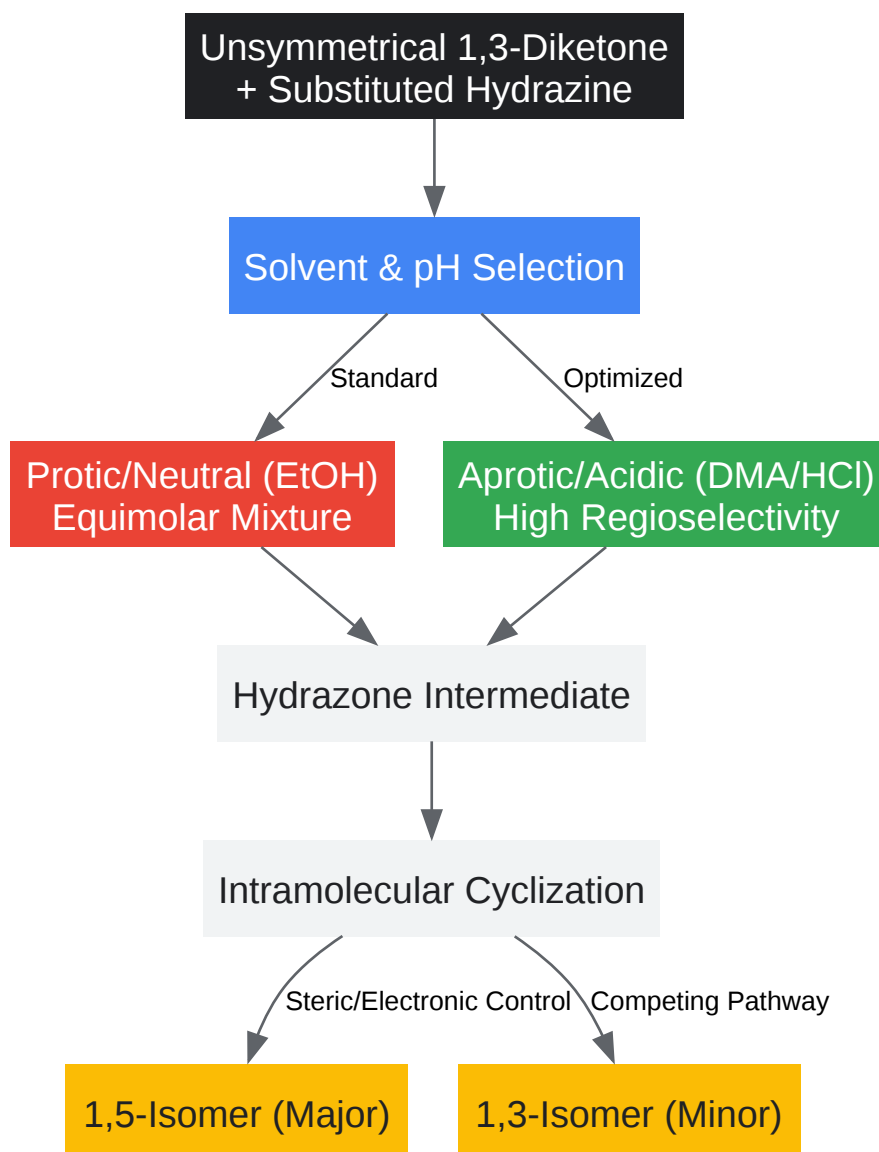 Unsymmetrical 1,3-Diketone
+ Substituted Hydrazine
Solvent & pH Selection
Standard
Optimized
Protic/Neutral (EtOH)
Equimolar Mixture
Aprotic/Acidic (DMA/HCl)
High Regioselectivity
Hydrazone Intermediate
Intramolecular Cyclization
Steric/Electronic Control
Competing Pathway
1,5-Isomer (Major)
1,3-Isomer (Minor)